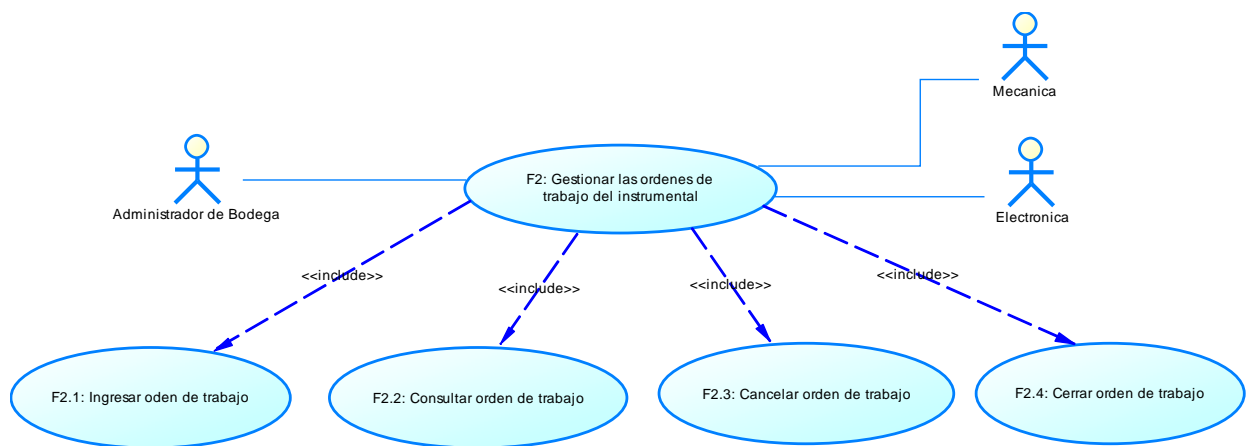 Mecanica
F2: Gestionar las ordenes de
trabajo del instrumental
Administrador de Bodega
Electronica
<<include>>
<<include>>
<<include>>
<<include>>
F2.1: Ingresar oden de trabajo
F2.2: Consultar orden de trabajo
F2.3: Cancelar orden de trabajo
F2.4: Cerrar orden de trabajo